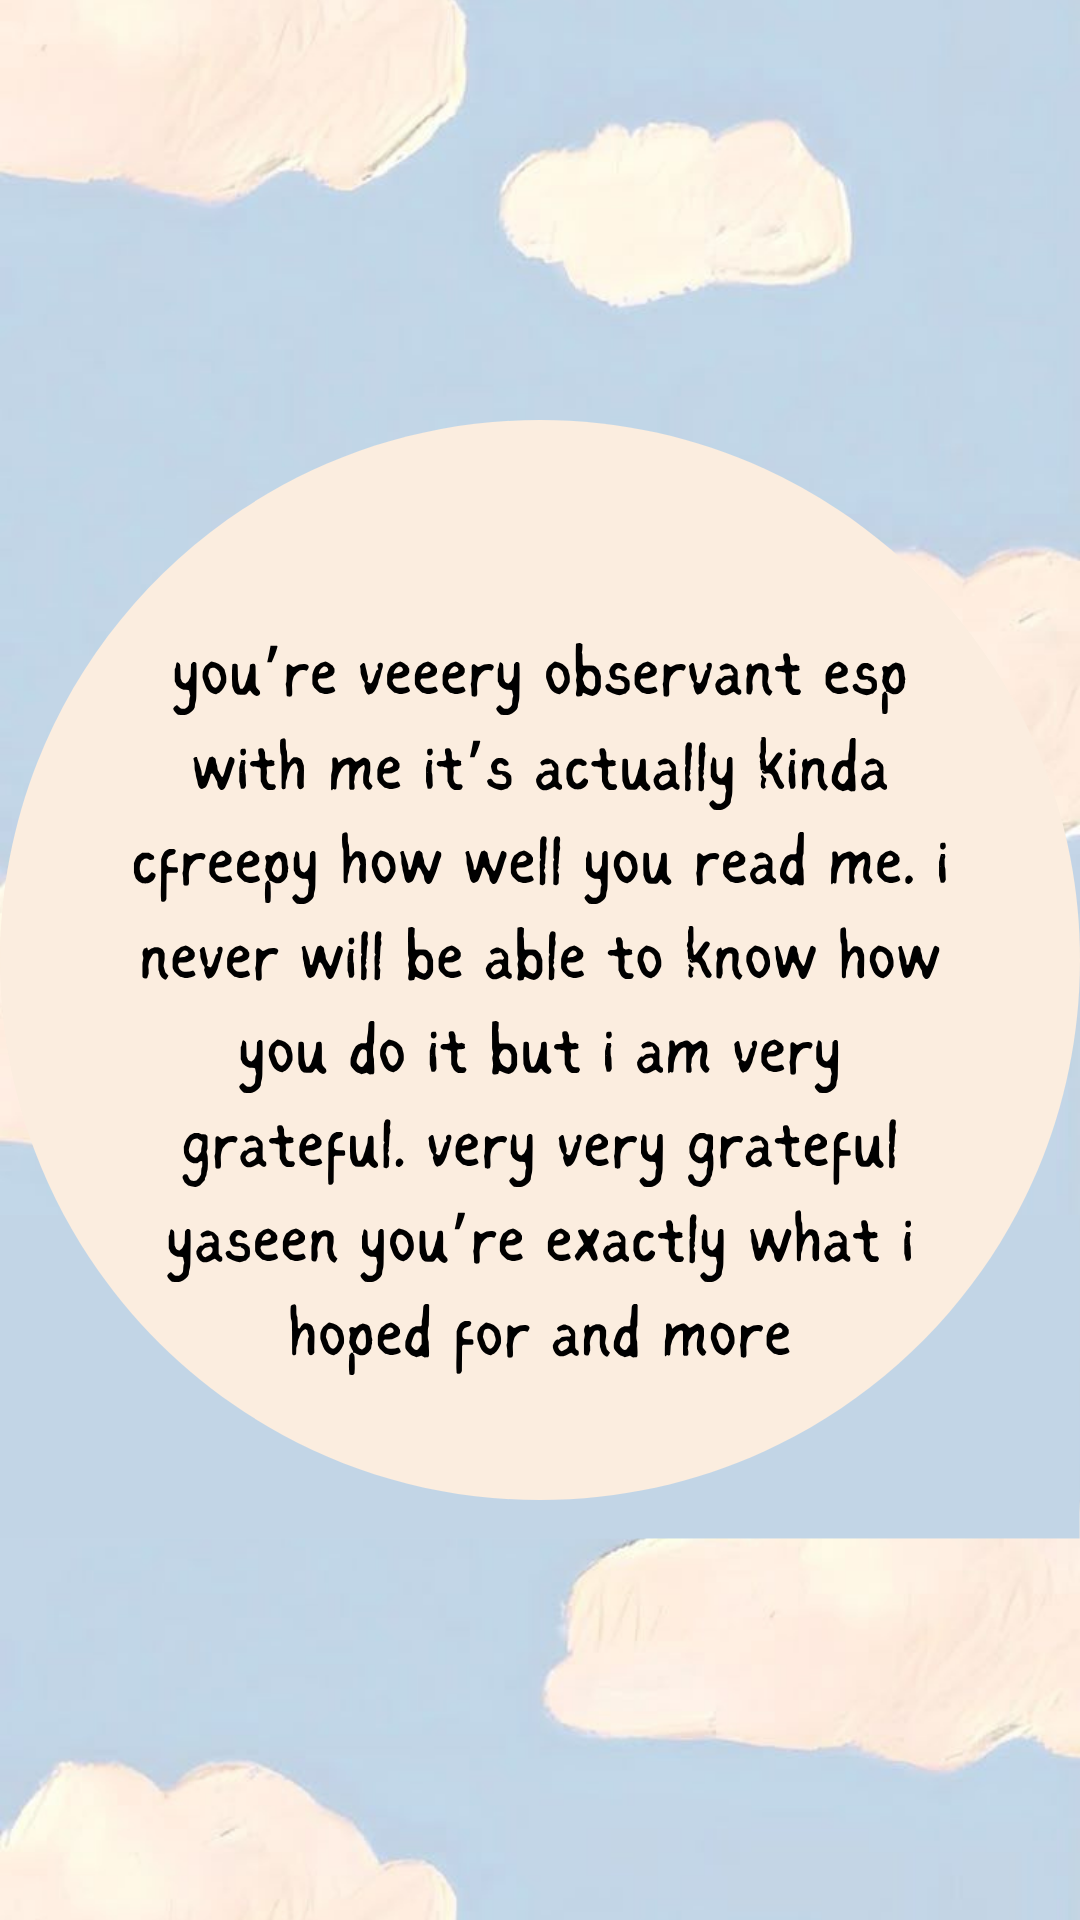 you're veeery observant esp
with me it's actually kinda
cfreepy how well you read me. i
never will be able to know how
you do it but i am very
grateful. very very grateful
yaseen you're exactly what i
hoped for and more